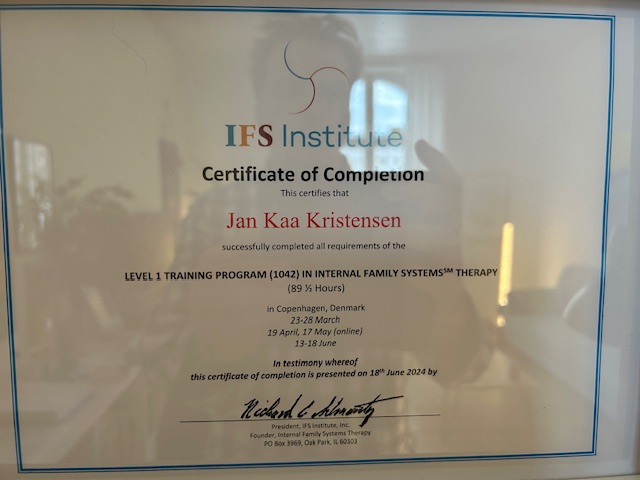 IFS Institute
Certificate of Completion
This certifies that
Jan Kaa Kristensen
successfully completed all requirements of the
LEVEL 1 TRAINING PROGRAM (1042) IN INTERNAL FAMILY SYSTEMS℠ THERAPY
(89 ½ Hours)
in Copenhagen, Denmark
23-28 March
19 April, 17 May (online)
13-18 June
In testimony whereof
this certificate of completion is presented on 18th June 2024 by
President, IFS Institute, Inc.
Founder, Internal Family Systems Therapy
PO Box 3969, Oak Park, IL 60303